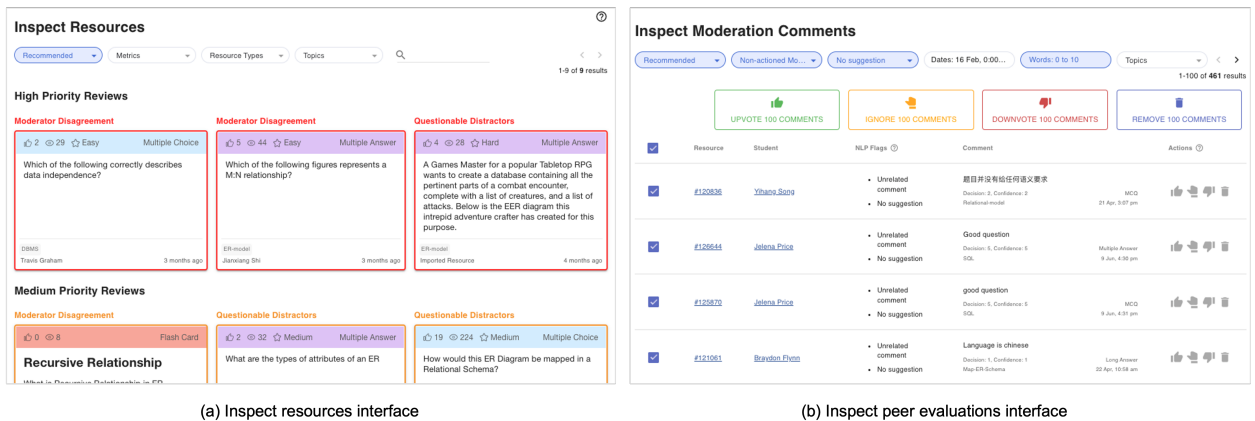 Inspect Resources
Recommended
Metrics
Resource Types
Topics
1-9 of 9 results
High Priority Reviews
Moderator Disagreement
2 29 Easy Multiple Choice
Which of the following correctly describes
data independence?
DBMS
Travis Graham 3 months ago
Moderator Disagreement
5 44 Easy Multiple Answer
Which of the following figures represents a
M:N relationship?
ER-model
Jianxiang Shi 3 months ago
Questionable Distractors
4 28 Hard Multiple Answer
A Games Master for a popular Tabletop RPG
wants to create a database containing all the
pertinent parts of a combat encounter,
complete with a list of creatures, and a list of
attacks. Below is the EER diagram this
intrepid adventure crafter has created for this
purpose.
ER-model
Imported Resource 4 months ago
Medium Priority Reviews
Moderator Disagreement
0 8 Flash Card
Recursive Relationship
What is Recursive Relationship in ER
Questionable Distractors
2 32 Medium Multiple Answer
What are the types of attributes of an ER
Questionable Distractors
19 224 Medium Multiple Choice
How would this ER Diagram be mapped in a
Relational Schema?
(a) Inspect resources interface
Inspect Moderation Comments
Recommended
Non-actioned Mo...
No suggestion
Dates: 16 Feb, 0:00...
Words: 0 to 10
Topics
1-100 of 461 results
UPVOTE 100 COMMENTS
IGNORE 100 COMMENTS
DOWNVOTE 100 COMMENTS
REMOVE 100 COMMENTS
Resource Student NLP Flags Comment Actions
#120836 Yihang Song
Unrelated
comment
No suggestion
题目并没有给任何语义要求
Decision: 2, Confidence: 2 MCQ
Relational-model 21 Apr, 5:07 pm
#126644 Jelena Price
Unrelated
comment
No suggestion
Good question
Decision: 5, Confidence: 5 Multiple Answer
SQL 9 Jun, 4:30 pm
#125870 Jelena Price
Unrelated
comment
No suggestion
good question
Decision: 5, Confidence: 5 MCQ
SQL 9 Jun, 4:31 pm
#121061 Braydon Flynn
Unrelated
comment
No suggestion
Language is chinese
Decision: 1, Confidence: 1 Long Answer
Map-ER-Schema 22 Apr, 10:58 am
(b) Inspect peer evaluations interface